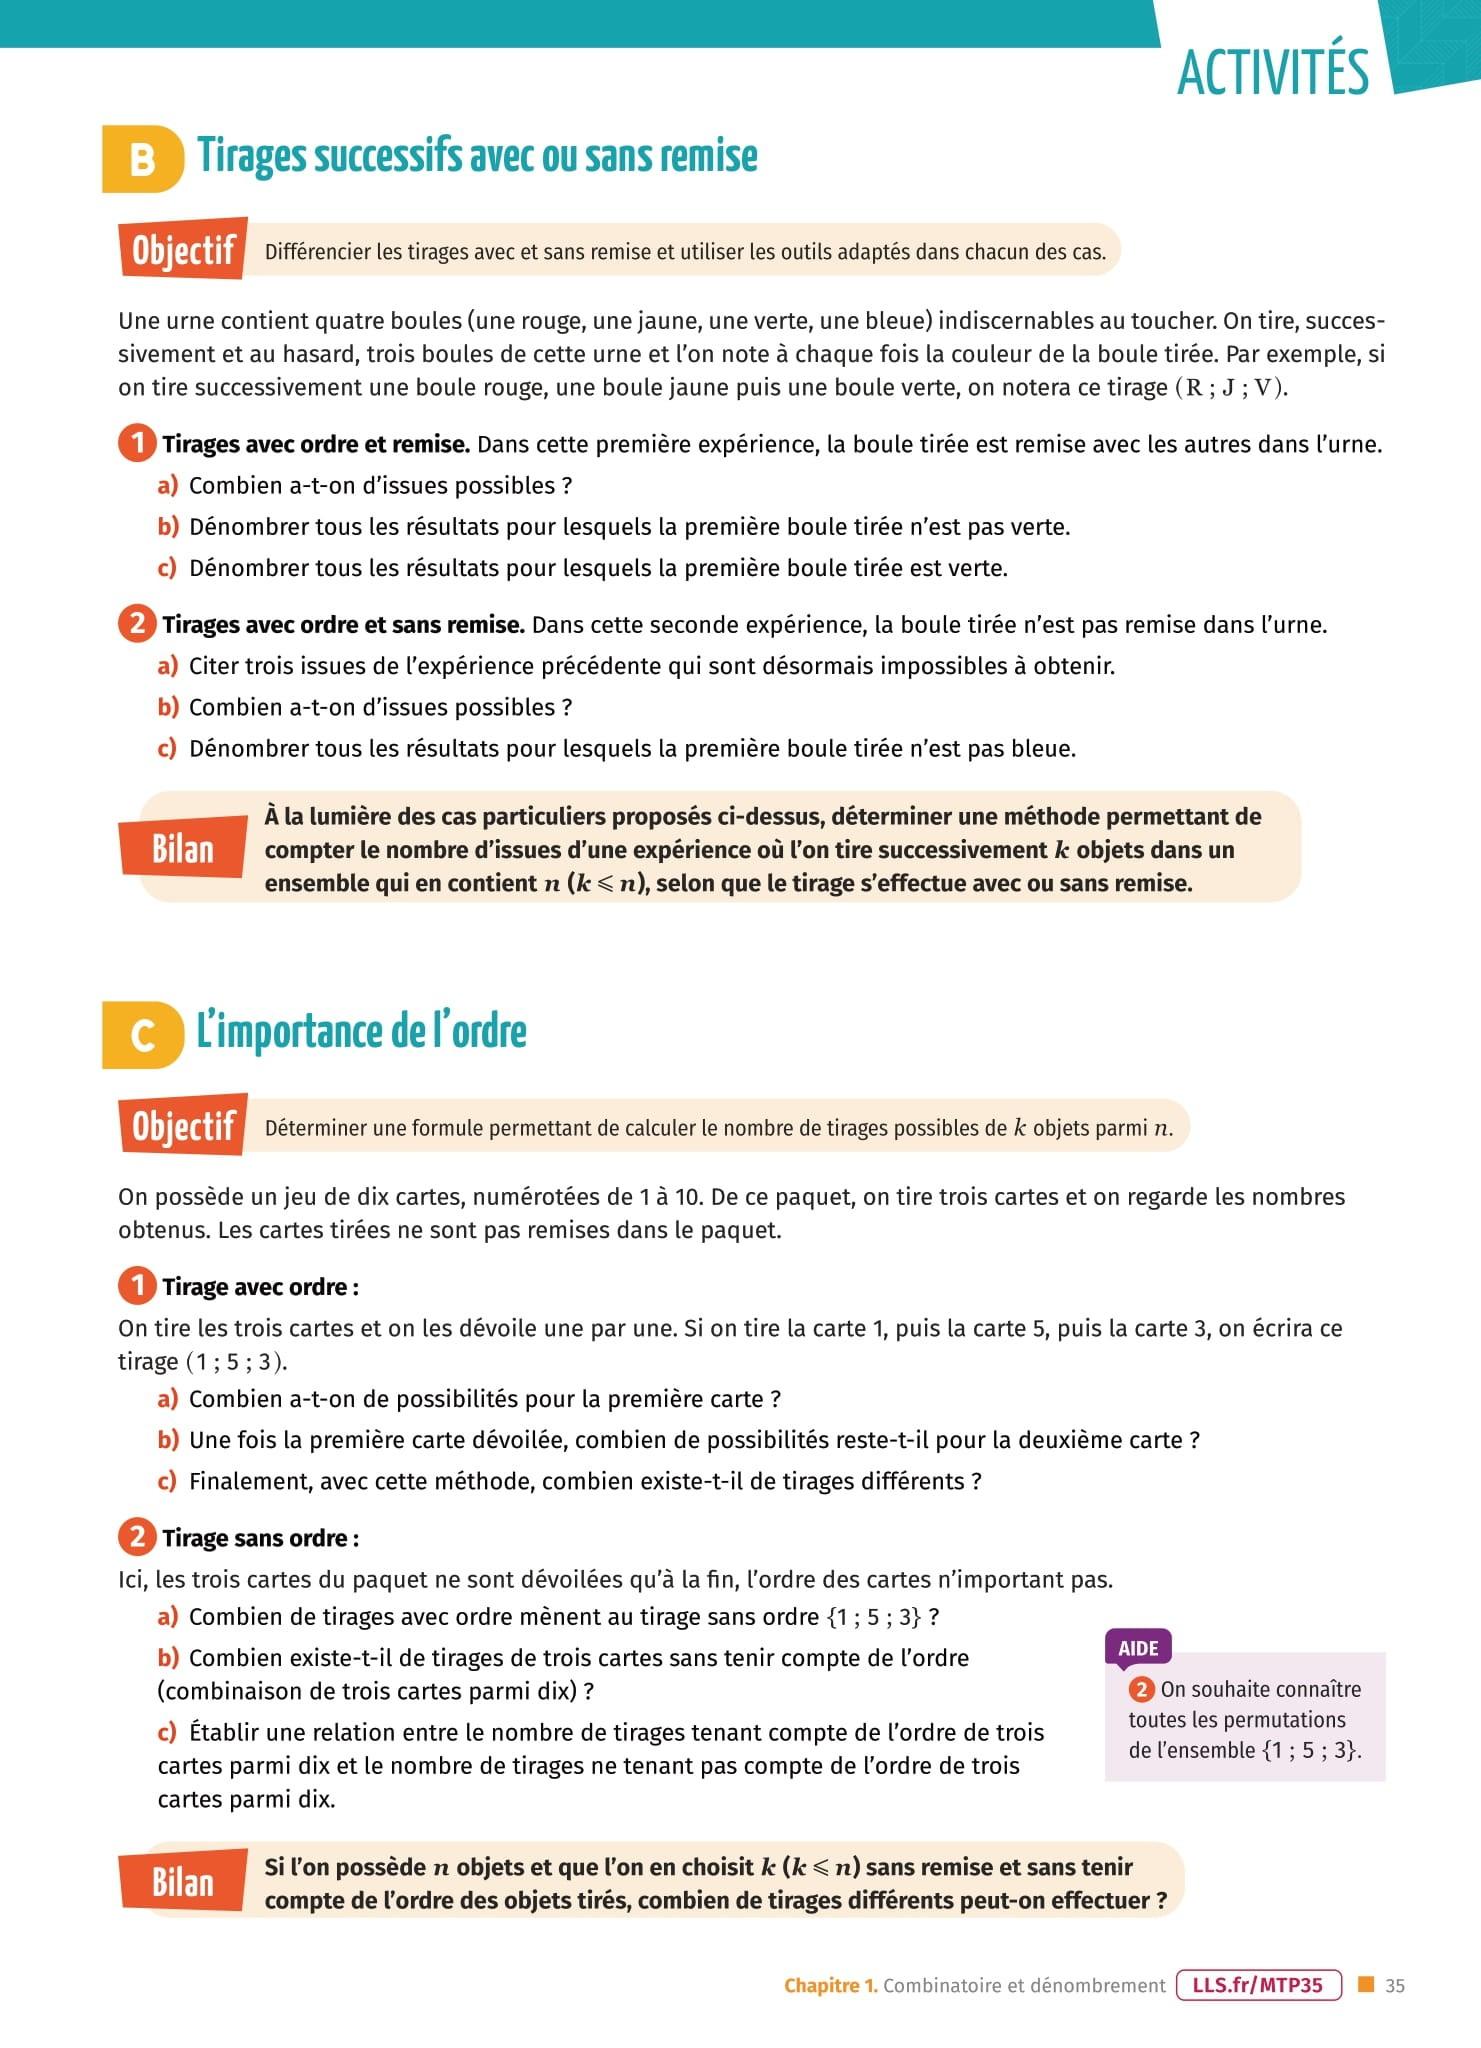 ACTIVITÉS
B Tirages successifs avec ou sans remise
Objectif Différencier les tirages avec et sans remise et utiliser les outils adaptés dans chacun des cas.
Une urne contient quatre boules (une rouge, une jaune, une verte, une bleue) indiscernables au toucher. On tire, succes-
sivement et au hasard, trois boules de cette urne et l’on note à chaque fois la couleur de la boule tirée. Par exemple, si
on tire successivement une boule rouge, une boule jaune puis une boule verte, on notera ce tirage (R ; J ; V).
1 Tirages avec ordre et remise. Dans cette première expérience, la boule tirée est remise avec les autres dans l’urne.
a) Combien a-t-on d’issues possibles ?
b) Dénombrer tous les résultats pour lesquels la première boule tirée n’est pas verte.
c) Dénombrer tous les résultats pour lesquels la première boule tirée est verte.
2 Tirages avec ordre et sans remise. Dans cette seconde expérience, la boule tirée n’est pas remise dans l’urne.
a) Citer trois issues de l’expérience précédente qui sont désormais impossibles à obtenir.
b) Combien a-t-on d’issues possibles ?
c) Dénombrer tous les résultats pour lesquels la première boule tirée n’est pas bleue.
Bilan
À la lumière des cas particuliers proposés ci-dessus, déterminer une méthode permettant de
compter le nombre d’issues d’une expérience où l’on tire successivement k objets dans un
ensemble qui en contient n (k ⩽ n), selon que le tirage s’effectue avec ou sans remise.
C L’importance de l’ordre
Objectif Déterminer une formule permettant de calculer le nombre de tirages possibles de k objets parmi n.
On possède un jeu de dix cartes, numérotées de 1 à 10. De ce paquet, on tire trois cartes et on regarde les nombres
obtenus. Les cartes tirées ne sont pas remises dans le paquet.
1 Tirage avec ordre :
On tire les trois cartes et on les dévoile une par une. Si on tire la carte 1, puis la carte 5, puis la carte 3, on écrira ce
tirage (1 ; 5 ; 3).
a) Combien a-t-on de possibilités pour la première carte ?
b) Une fois la première carte dévoilée, combien de possibilités reste-t-il pour la deuxième carte ?
c) Finalement, avec cette méthode, combien existe-t-il de tirages différents ?
2 Tirage sans ordre :
Ici, les trois cartes du paquet ne sont dévoilées qu’à la fin, l’ordre des cartes n’important pas.
a) Combien de tirages avec ordre mènent au tirage sans ordre {1 ; 5 ; 3} ?
b) Combien existe-t-il de tirages de trois cartes sans tenir compte de l’ordre
(combinaison de trois cartes parmi dix) ?
c) Établir une relation entre le nombre de tirages tenant compte de l’ordre de trois
cartes parmi dix et le nombre de tirages ne tenant pas compte de l’ordre de trois
cartes parmi dix.
AIDE
2 On souhaite connaître
toutes les permutations
de l’ensemble {1 ; 5 ; 3}.
Bilan
Si l’on possède n objets et que l’on en choisit k (k ⩽ n) sans remise et sans tenir
compte de l’ordre des objets tirés, combien de tirages différents peut-on effectuer ?
Chapitre 1. Combinatoire et dénombrement LLS.fr/MTP35 35